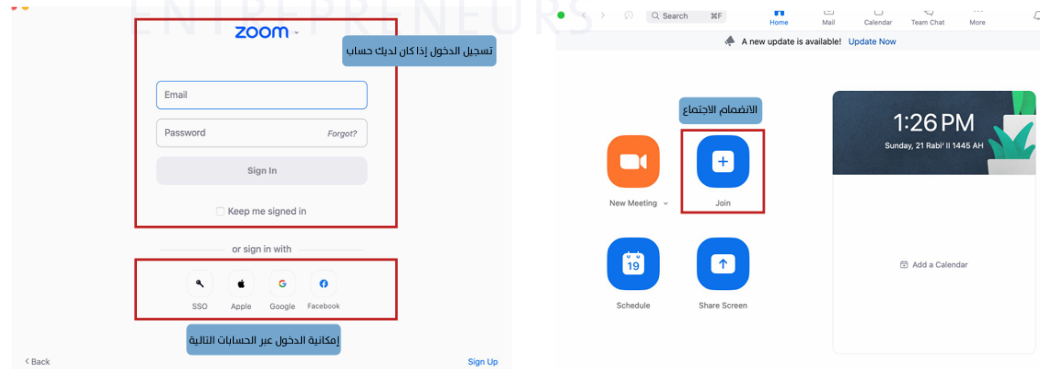 ENTREPRENEURS
zoom
تسجيل الدخول إذا كان لديك حساب
Email
Password
Forgot?
Sign In
Keep me signed in
or sign in with
SSO
Apple
Google
Facebook
إمكانية الدخول عبر الحسابات التالية
< Back
Sign Up
Search
⌘F
Home
Mail
Calendar
Team Chat
More
A new update is available! Update Now
الانضمام الاجتماع
New Meeting
Join
19
Schedule
Share Screen
1:26 PM
Sunday, 21 Rabi' II 1445 AH
Add a Calendar